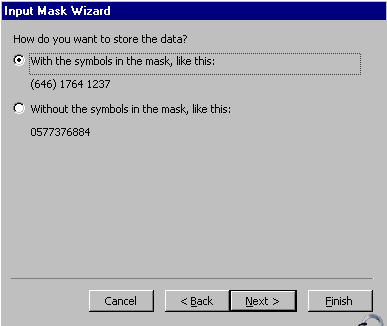 Input Mask Wizard
How do you want to store the data?
With the symbols in the mask, like this:
(646) 1764 1237
Without the symbols in the mask, like this:
0577376884
Cancel < Back Next > Finish